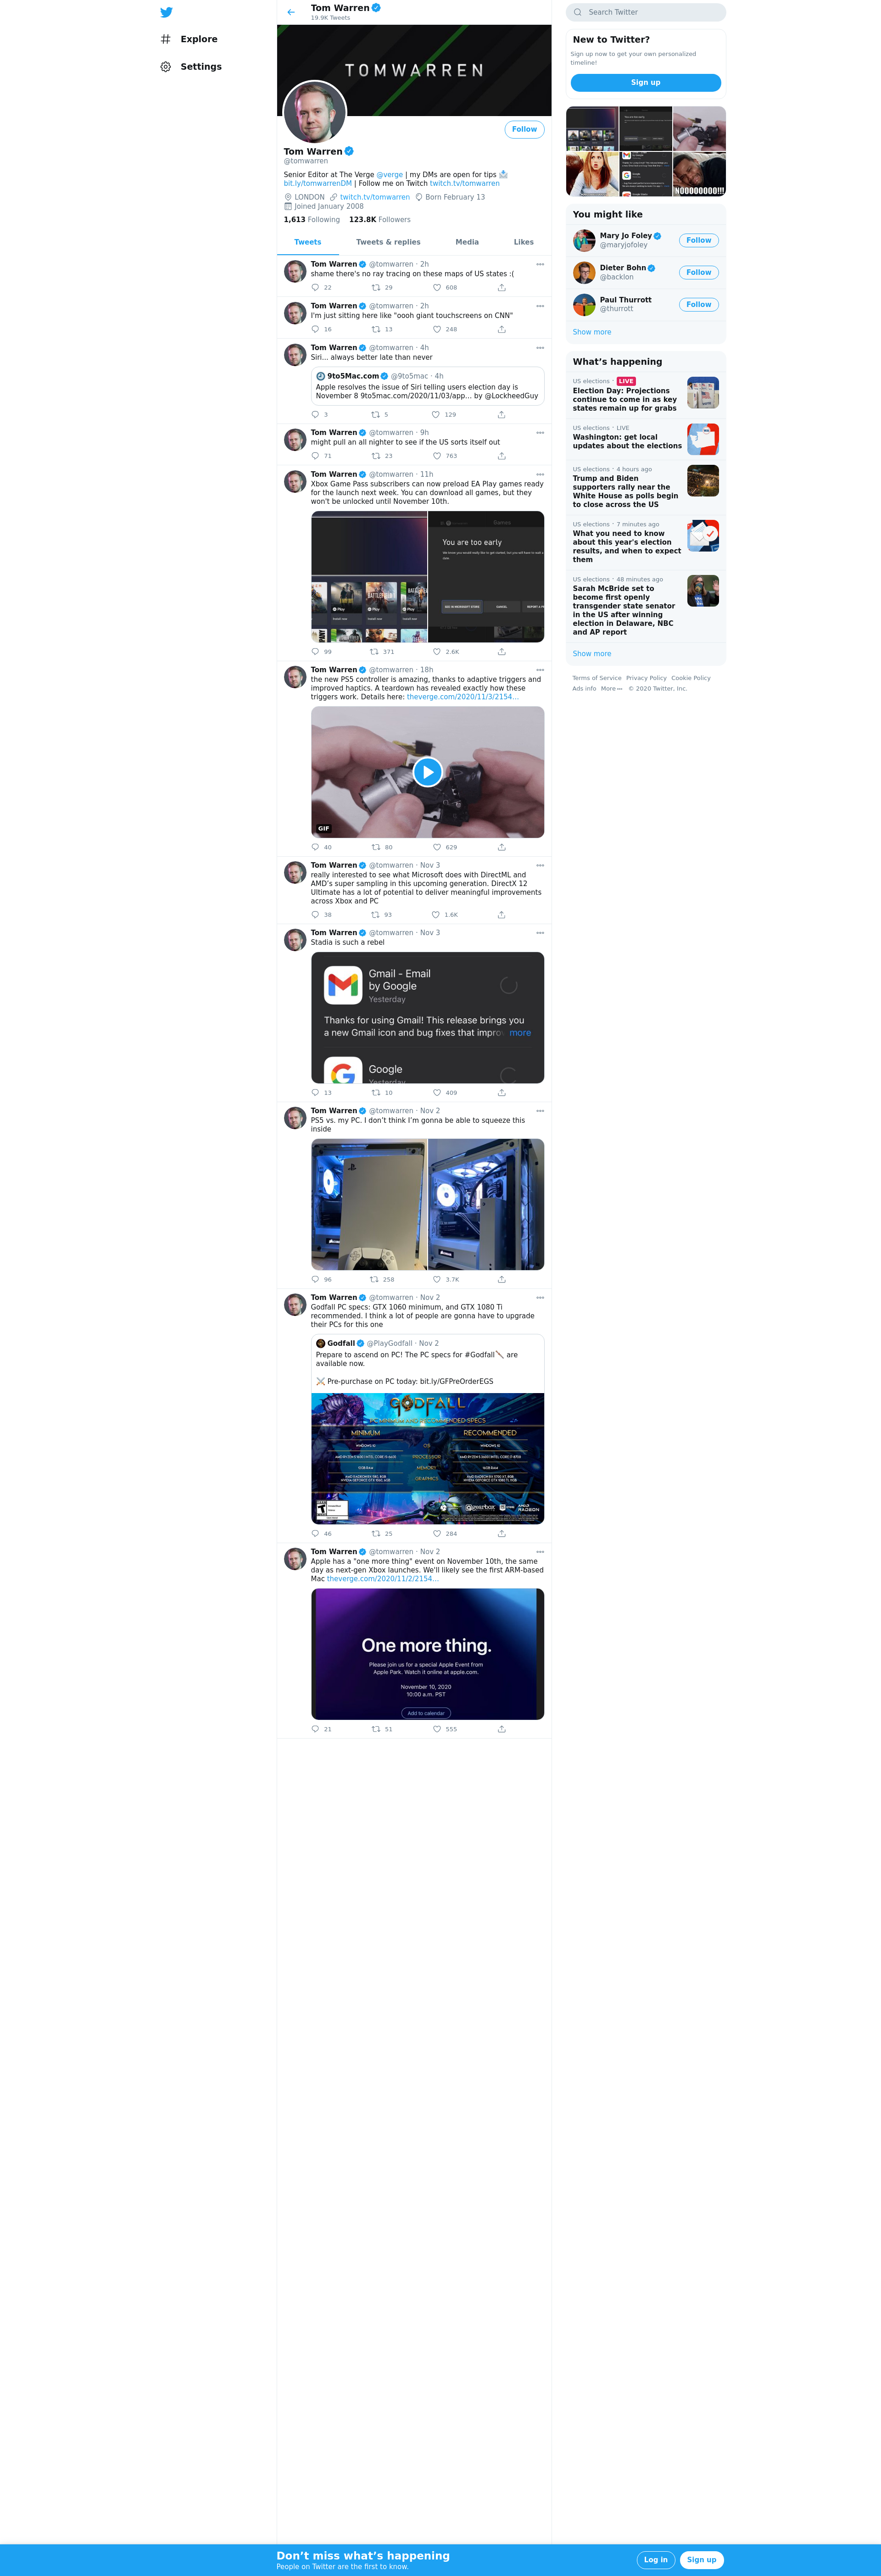 Explore
Settings
Tom Warren
19.9K Tweets
TOMWARREN
Follow
Tom Warren
@tomwarren
Senior Editor at The Verge @verge | my DMs are open for tips
bit.ly/tomwarrenDM | Follow me on Twitch twitch.tv/tomwarren
LONDON twitch.tv/tomwarren Born February 13
Joined January 2008
1,613 Following 123.8K Followers
Tweets Tweets & replies Media Likes
Tom Warren @tomwarren · 2h
shame there's no ray tracing on these maps of US states :(
22 29 608
Tom Warren @tomwarren · 2h
I'm just sitting here like "oooh giant touchscreens on CNN"
16 13 248
Tom Warren @tomwarren · 4h
Siri... always better late than never
9to5Mac.com @9to5mac · 4h
Apple resolves the issue of Siri telling users election day is
November 8 9to5mac.com/2020/11/03/app… by @LockheedGuy
3 5 129
Tom Warren @tomwarren · 9h
might pull an all nighter to see if the US sorts itself out
71 23 763
Tom Warren @tomwarren · 11h
Xbox Game Pass subscribers can now preload EA Play games ready
for the launch next week. You can download all games, but they
won't be unlocked until November 10th.
You are too early
CANCEL
99 371 2.6K
Tom Warren @tomwarren · 18h
the new PS5 controller is amazing, thanks to adaptive triggers and
improved haptics. A teardown has revealed exactly how these
triggers work. Details here: theverge.com/2020/11/3/2154…
GIF
40 80 629
Tom Warren @tomwarren · Nov 3
really interested to see what Microsoft does with DirectML and
AMD's super sampling in this upcoming generation. DirectX 12
Ultimate has a lot of potential to deliver meaningful improvements
across Xbox and PC
38 93 1.6K
Tom Warren @tomwarren · Nov 3
Stadia is such a rebel
Gmail - Email
by Google
Yesterday
Thanks for using Gmail! This release brings you
a new Gmail icon and bug fixes that impro more
Google
Yesterday
13 10 409
Tom Warren @tomwarren · Nov 2
PS5 vs. my PC. I don't think I'm gonna be able to squeeze this
inside
96 258 3.7K
Tom Warren @tomwarren · Nov 2
Godfall PC specs: GTX 1060 minimum, and GTX 1080 Ti
recommended. I think a lot of people are gonna have to upgrade
their PCs for this one
Godfall @PlayGodfall · Nov 2
Prepare to ascend on PC! The PC specs for #Godfall are
available now.
Pre-purchase on PC today: bit.ly/GFPreOrderEGS
GODFALL
PC MINIMUM AND RECOMMENDED SPECS
MINIMUM RECOMMENDED
WINDOWS 10 OS WINDOWS 10
PROCESSOR
MEMORY
GRAPHICS
gearbox AMD RADEON
46 25 284
Tom Warren @tomwarren · Nov 2
Apple has a "one more thing" event on November 10th, the same
day as next-gen Xbox launches. We'll likely see the first ARM-based
Mac theverge.com/2020/11/2/2154…
One more thing.
Please join us for a special Apple Event from
Apple Park. Watch it online at apple.com.
November 10, 2020
10:00 a.m. PST
Add to calendar
21 51 555
Search Twitter
New to Twitter?
Sign up now to get your own personalized
timeline!
Sign up
NOOOOOOOO!!!
You might like
Mary Jo Foley
@maryjofoley
Follow
Dieter Bohn
@backlon
Follow
Paul Thurrott
@thurrott
Follow
Show more
What's happening
US elections · LIVE
Election Day: Projections
continue to come in as key
states remain up for grabs
US elections · LIVE
Washington: get local
updates about the elections
US elections · 4 hours ago
Trump and Biden
supporters rally near the
White House as polls begin
to close across the US
US elections · 7 minutes ago
What you need to know
about this year's election
results, and when to expect
them
US elections · 48 minutes ago
Sarah McBride set to
become first openly
transgender state senator
in the US after winning
election in Delaware, NBC
and AP report
Show more
Terms of Service Privacy Policy Cookie Policy
Ads info More © 2020 Twitter, Inc.
Don't miss what's happening
People on Twitter are the first to know.
Log in Sign up